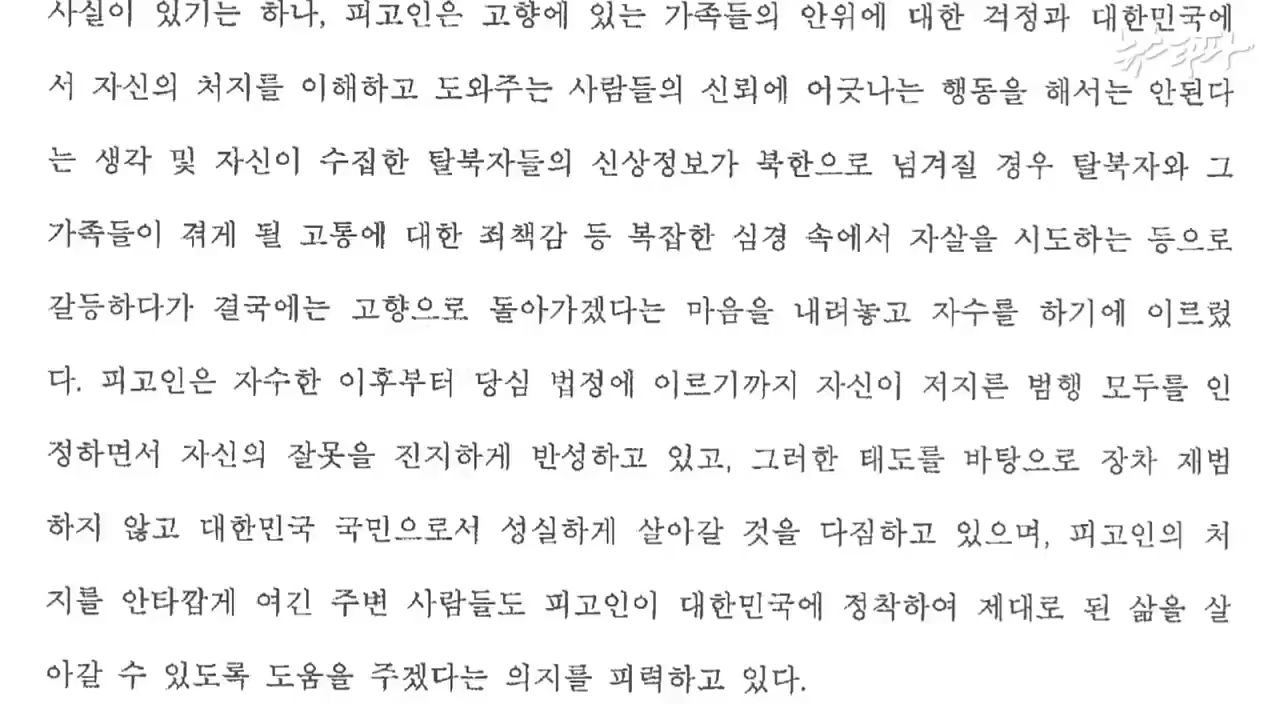 사실이 있기는 하나, 피고인은 고향에 있는 가족들의 안위에 대한 걱정과 대한민국에
뉴스타파
서 자신의 처지를 이해하고 도와주는 사람들의 신뢰에 어긋나는 행동을 해서는 안된다
는 생각 및 자신이 수집한 탈북자들의 신상정보가 북한으로 넘겨질 경우 탈북자와 그
가족들이 겪게 될 고통에 대한 죄책감 등 복잡한 심경 속에서 자살을 시도하는 등으로
갈등하다가 결국에는 고향으로 돌아가겠다는 마음을 내려놓고 자수를 하기에 이르렀
다. 피고인은 자수한 이후부터 당심 법정에 이르기까지 자신이 저지른 범행 모두를 인
정하면서 자신의 잘못을 진지하게 반성하고 있고, 그러한 태도를 바탕으로 장차 재범
하지 않고 대한민국 국민으로서 성실하게 살아갈 것을 다짐하고 있으며, 피고인의 처
지를 안타깝게 여긴 주변 사람들도 피고인이 대한민국에 정착하여 제대로 된 삶을 살
아갈 수 있도록 도움을 주겠다는 의지를 피력하고 있다.